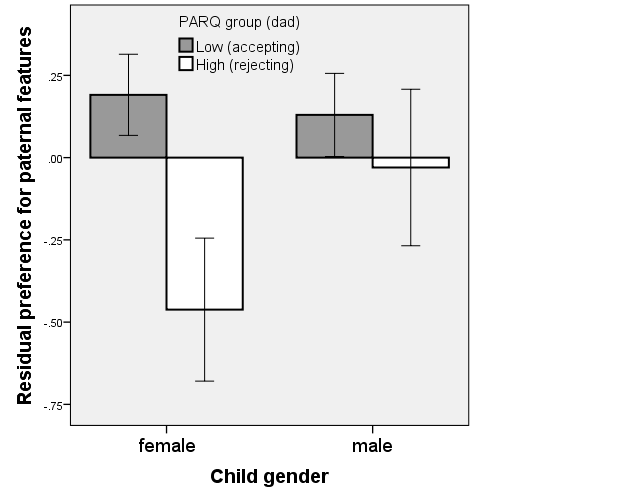 PARQ group (dad)
Low (accepting)
High (rejecting)
Residual preference for paternal features
.25
.00
-.25
-.50
-.75
female
male
Child gender